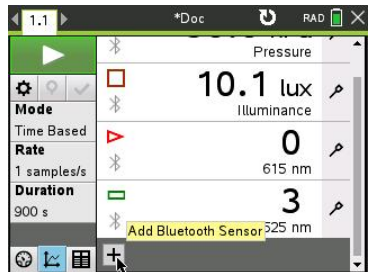 1.1 *Doc RAD
Pressure
10.1 lux
Illuminance
Mode
Time Based
Rate
1 samples/s
Duration
900 s
0
615 nm
3
525 nm
Add Bluetooth Sensor